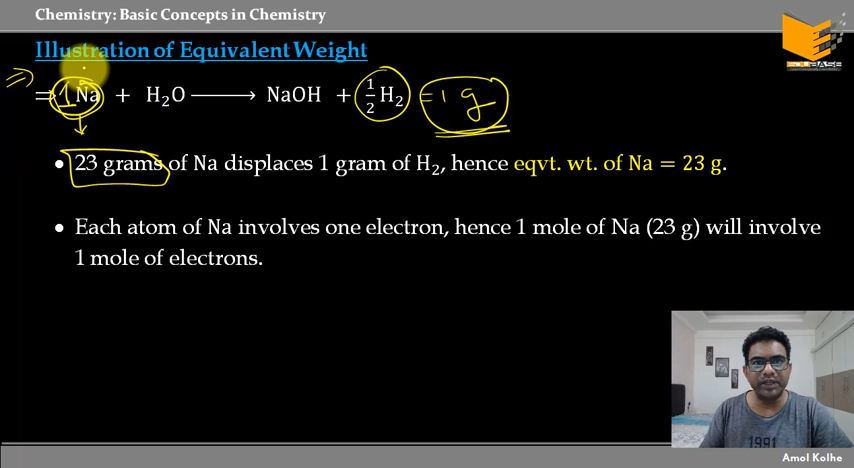 Chemistry: Basic Concepts in Chemistry
EDUBASE
Illustration of Equivalent Weight
⇒ ⇒ 1 Na + H₂O ⟶ NaOH + ½ H₂ = 1 g
• 23 grams of Na displaces 1 gram of H₂, hence eqvt. wt. of Na = 23 g.
• Each atom of Na involves one electron, hence 1 mole of Na (23 g) will involve
1 mole of electrons.
1991
Amol Kolhe